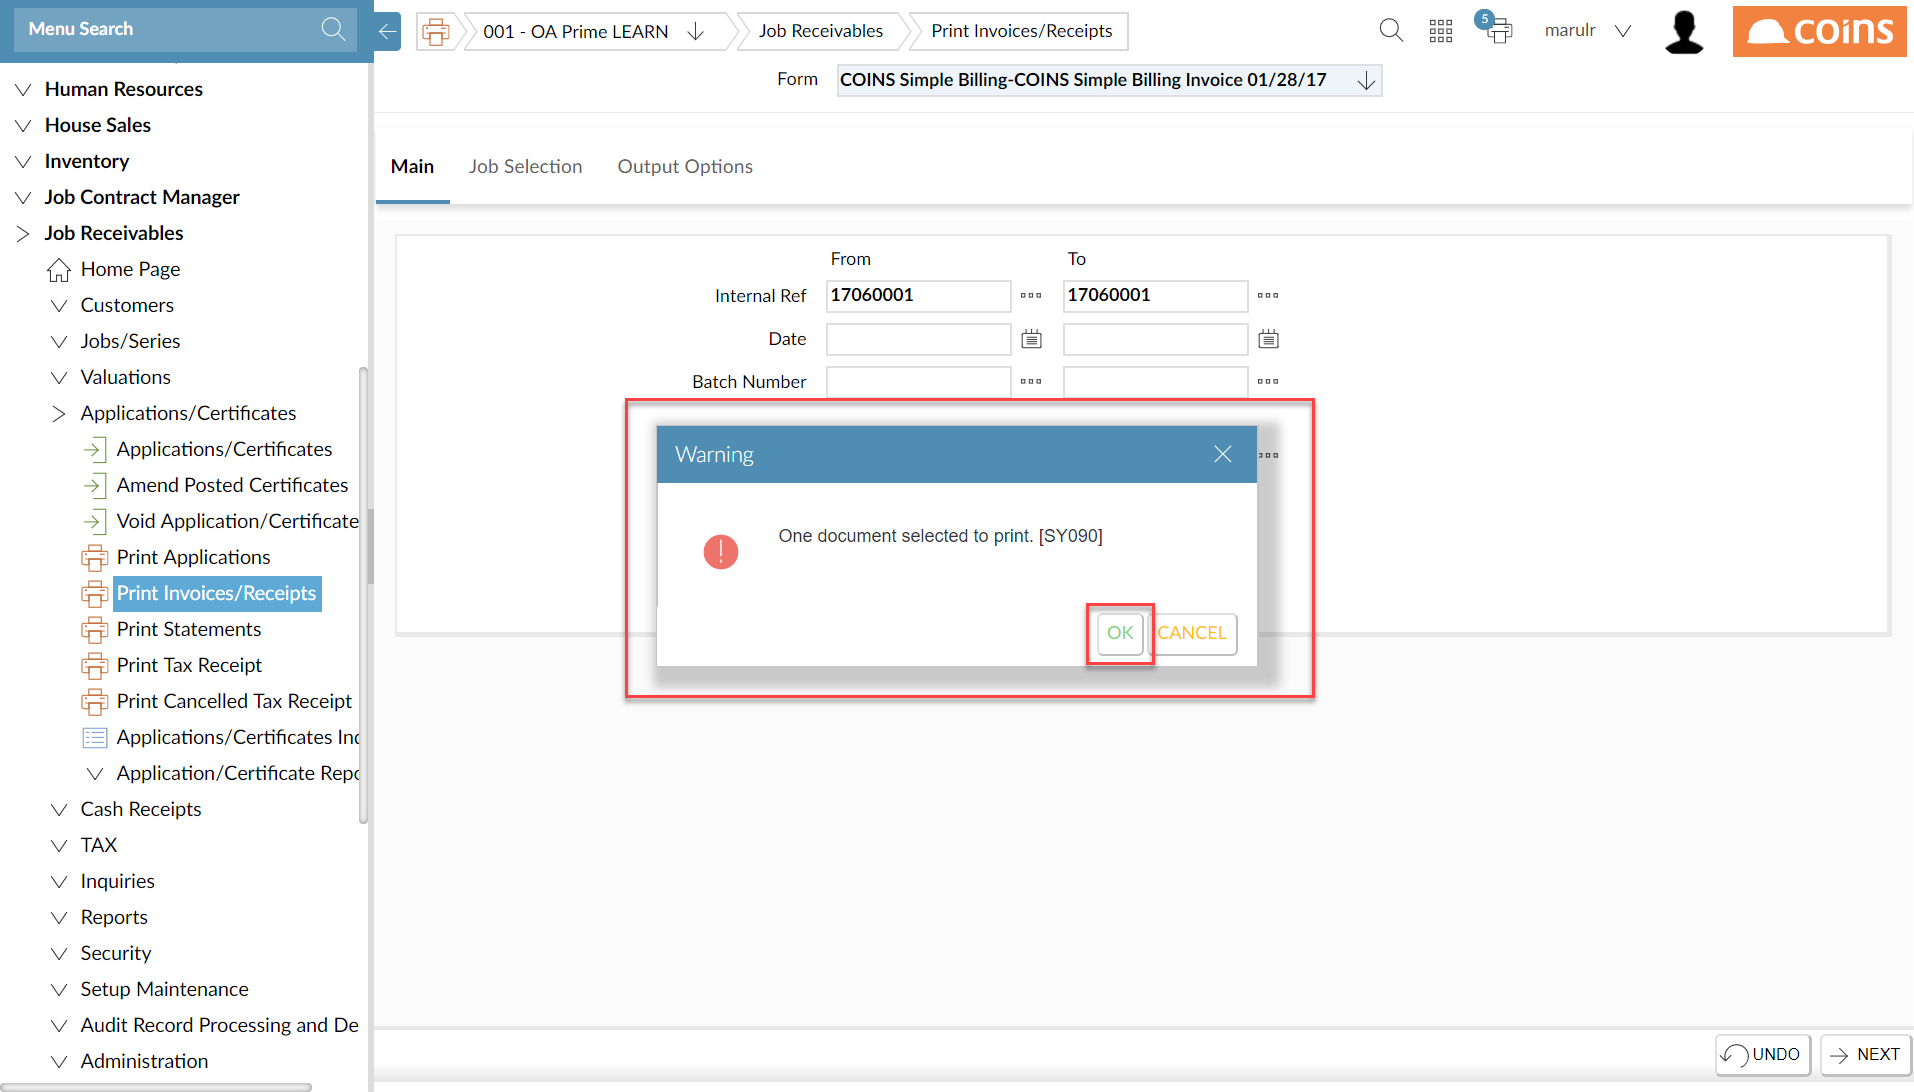 Menu Search
Human Resources
House Sales
Inventory
Job Contract Manager
Job Receivables
Home Page
Customers
Jobs/Series
Valuations
Applications/Certificates
Applications/Certificates
Amend Posted Certificates
Void Application/Certificate
Print Applications
Print Invoices/Receipts
Print Statements
Print Tax Receipt
Print Cancelled Tax Receipt
Applications/Certificates Inc
Application/Certificate Repo
Cash Receipts
TAX
Inquiries
Reports
Security
Setup Maintenance
Audit Record Processing and De
Administration
001 - OA Prime LEARN
Job Receivables
Print Invoices/Receipts
5
marulr
coins
Form
COINS Simple Billing-COINS Simple Billing Invoice 01/28/17
Main
Job Selection
Output Options
From
To
Internal Ref
17060001
17060001
Date
Batch Number
Warning
One document selected to print. [SY090]
OK
CANCEL
UNDO
NEXT